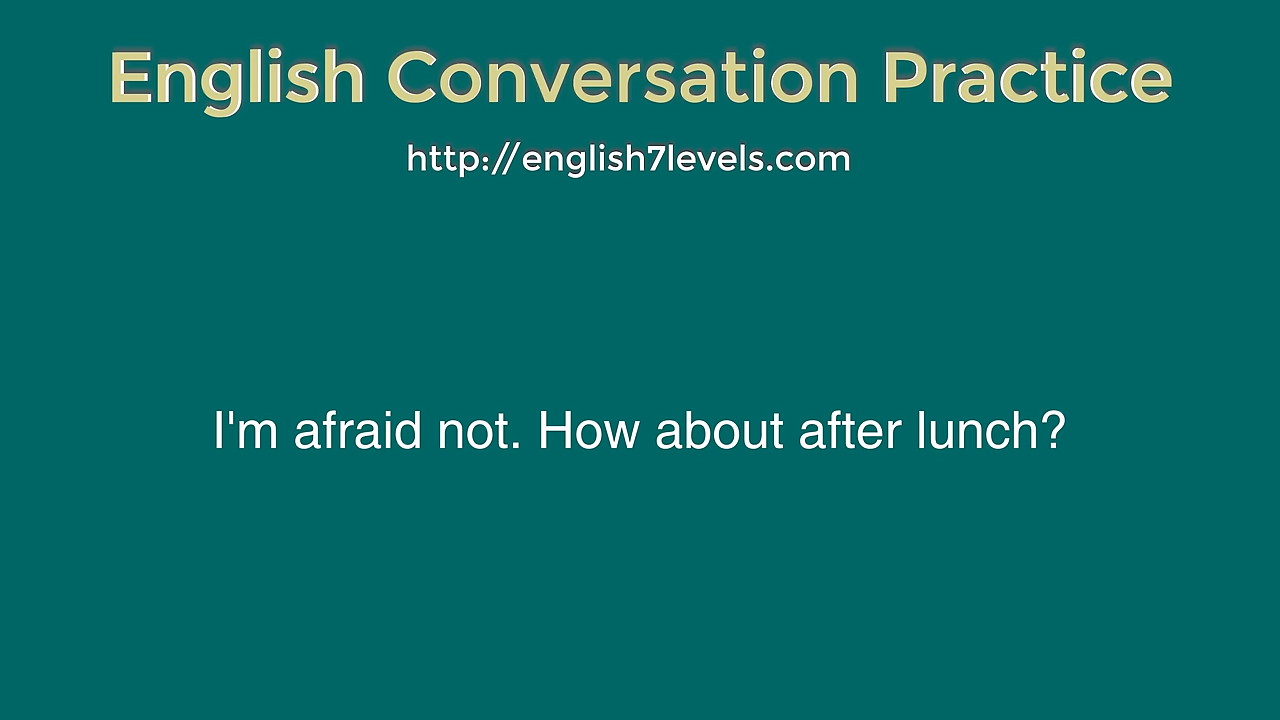 English Conversation Practice
http://english7levels.com
I'm afraid not. How about after lunch?